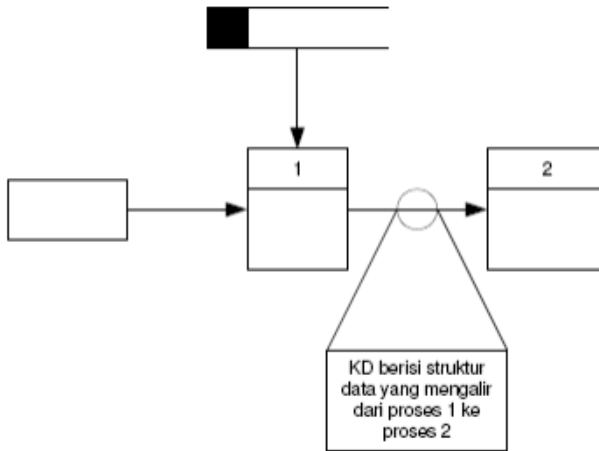 1
2
KD berisi struktur
data yang mengalir
dari proses 1 ke
proses 2